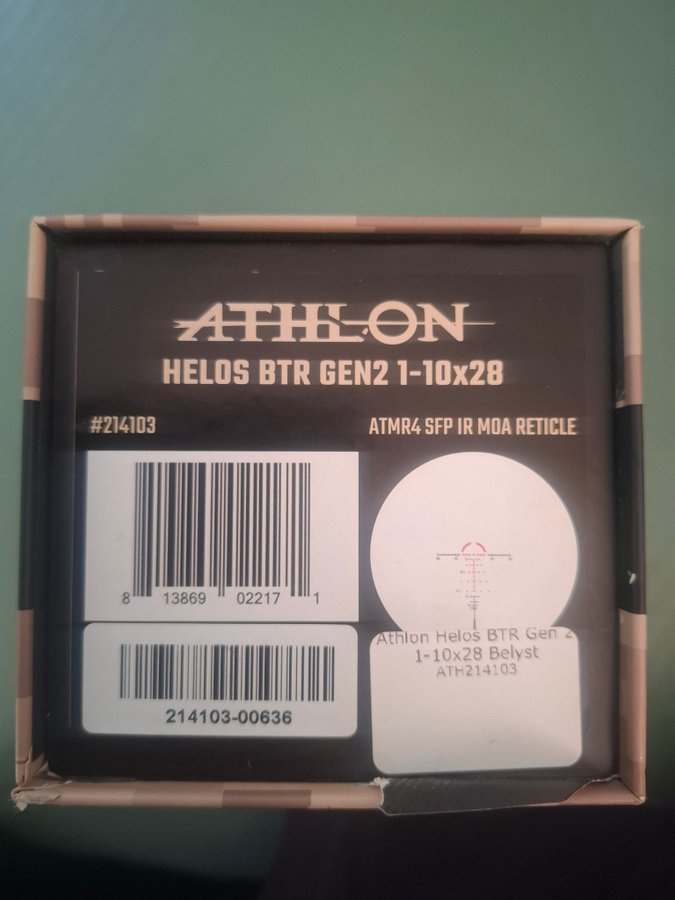 ATHLON
HELOS BTR GEN2 1-10x28
#214103
ATMR4 SFP IR MOA RETICLE
8 13869 02217 1
214103-00636
Athlon Helos BTR Gen 2
1-10x28 Belyst
ATH214103